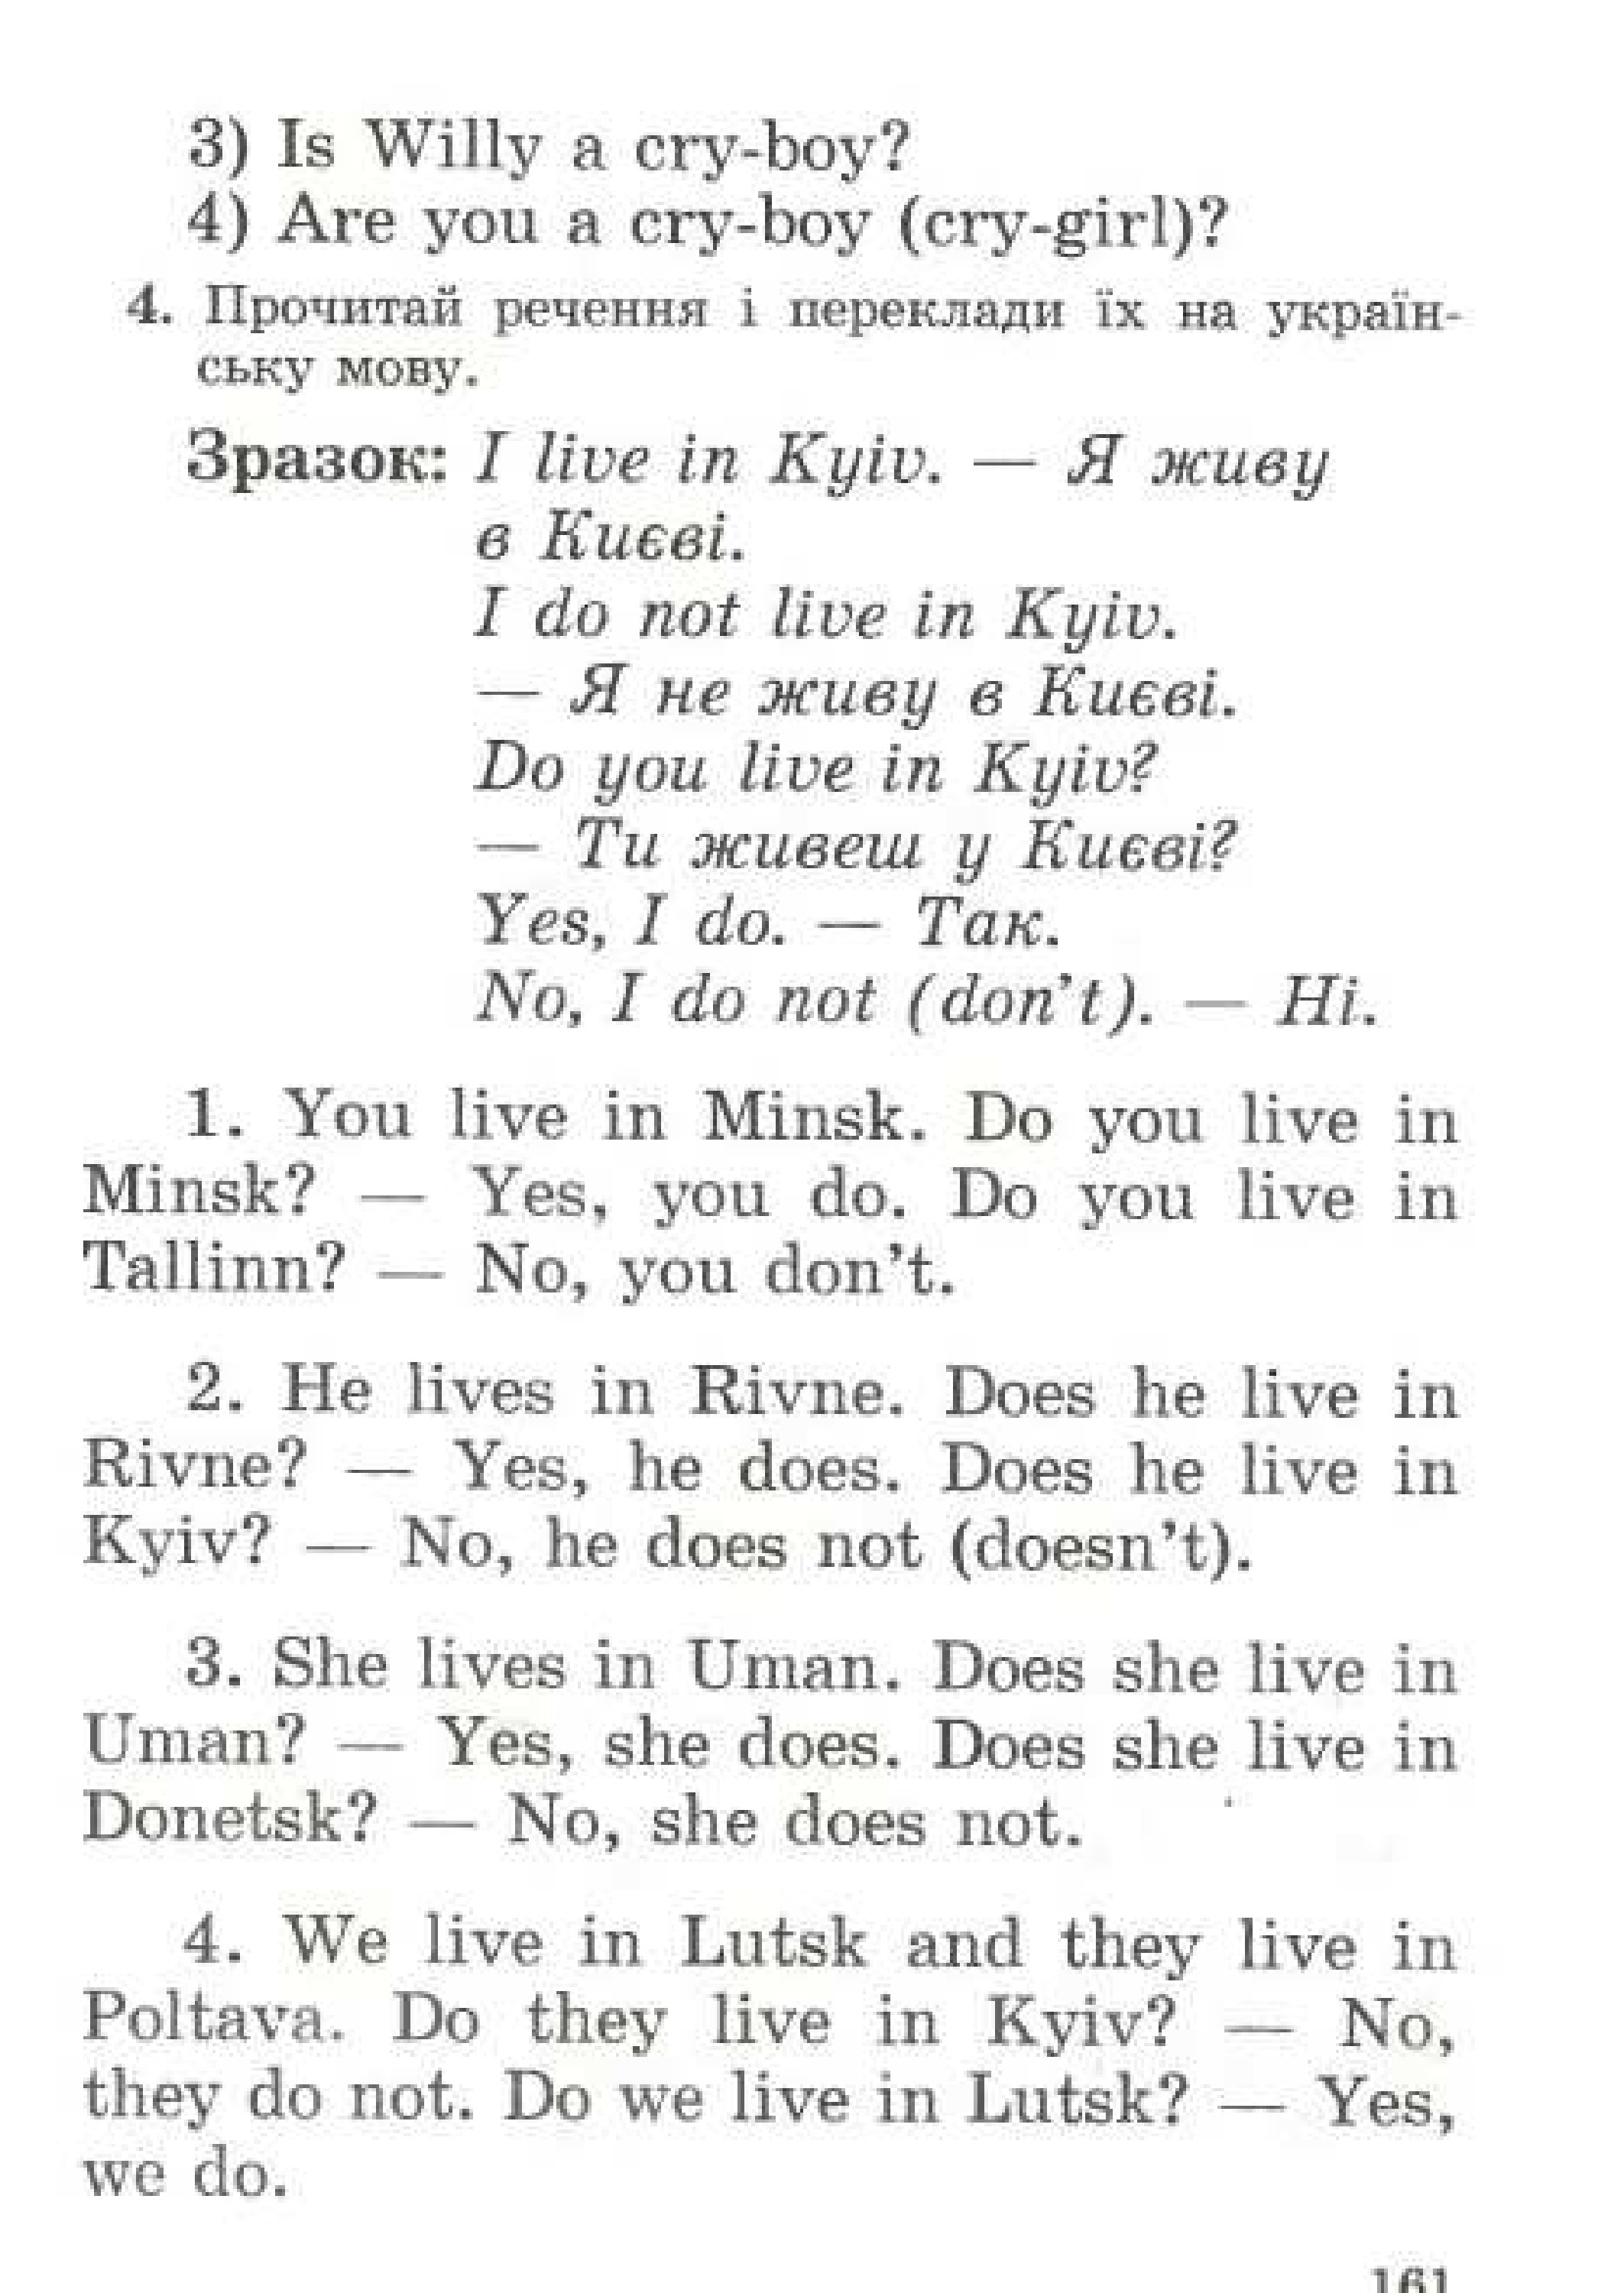 3) Is Willy a cry-boy?
4) Are you a cry-boy (cry-girl)?
4. Прочитай речення і переклади їх на україн-
ську мову.
Зразок: I live in Kyiv. — Я живу
в Києві.
I do not live in Kyiv.
— Я не живу в Києві.
Do you live in Kyiv?
— Ти живеш у Києві?
Yes, I do. — Так.
No, I do not (don't). — Ні.
1. You live in Minsk. Do you live in
Minsk? — Yes, you do. Do you live in
Tallinn? — No, you don't.
2. He lives in Rivne. Does he live in
Rivne? — Yes, he does. Does he live in
Kyiv? — No, he does not (doesn't).
3. She lives in Uman. Does she live in
Uman? — Yes, she does. Does she live in
Donetsk? — No, she does not.
4. We live in Lutsk and they live in
Poltava. Do they live in Kyiv? — No,
they do not. Do we live in Lutsk? — Yes,
we do.
161